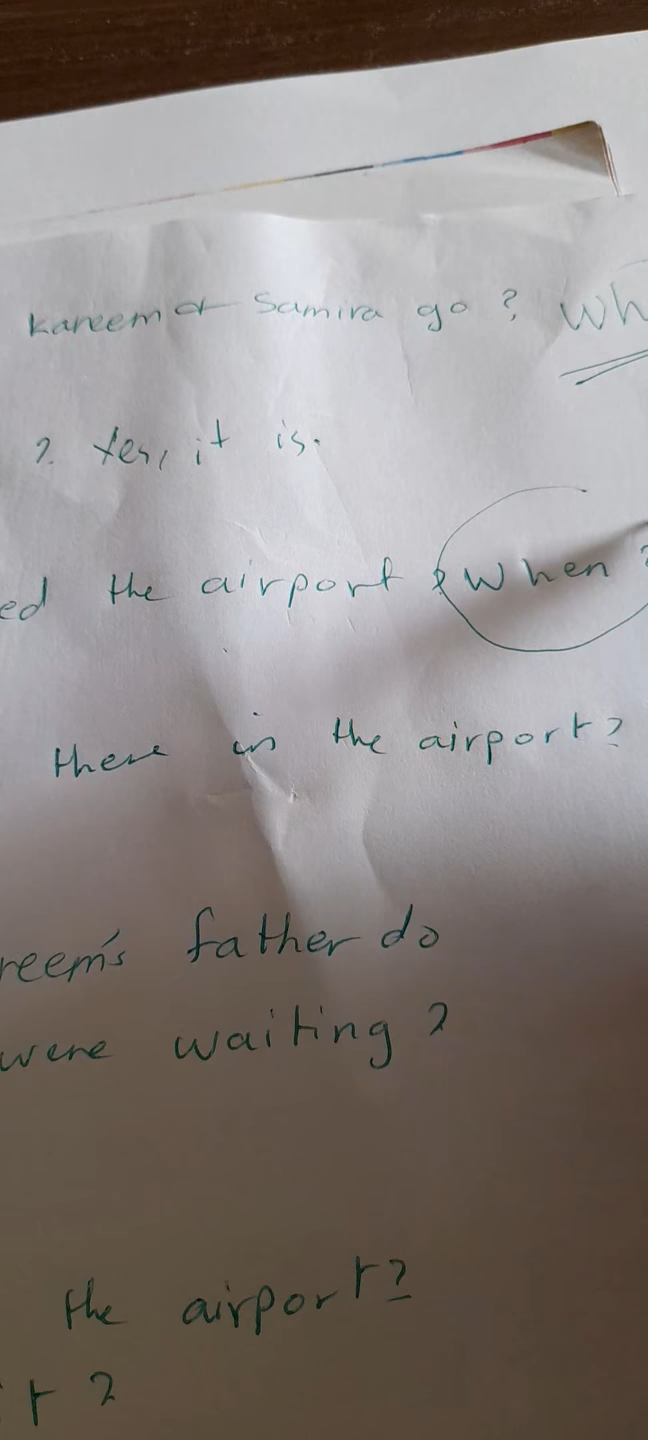 Kareem & Samira go? Wh
? Yes, it is.
ed the airport & When ?
there in the airport?
reem's father do
were waiting?
the airport?
it?